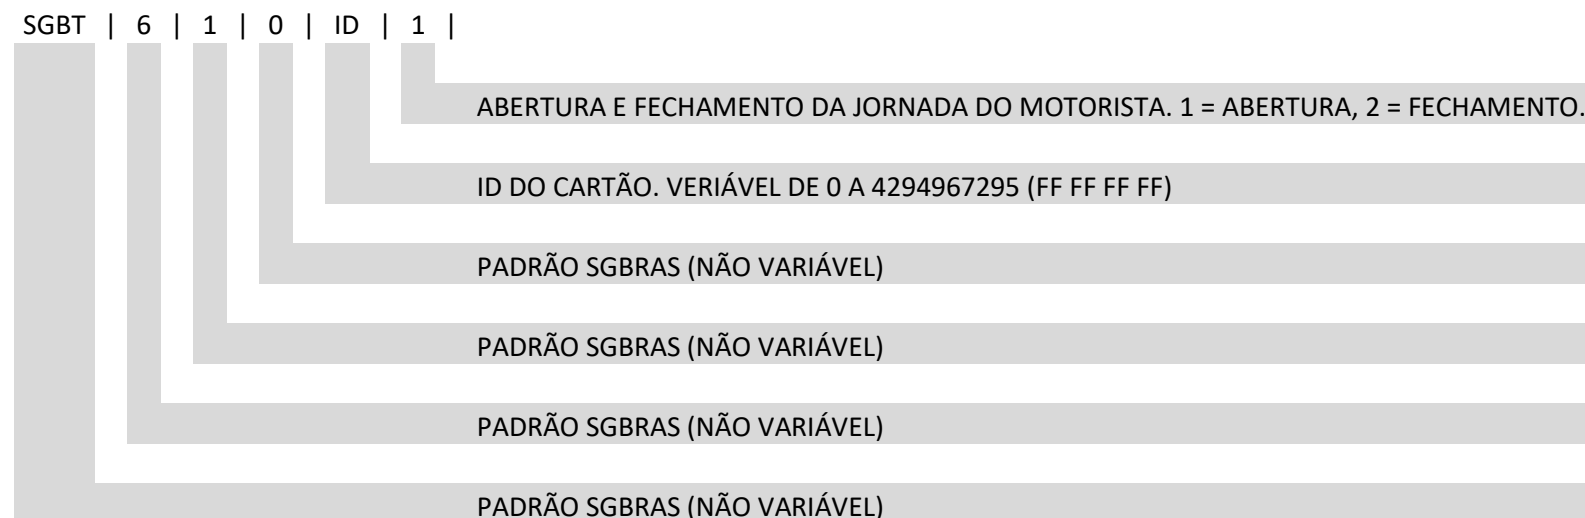 SGBT | 6 | 1 | 0 | ID | 1 |
ABERTURA E FECHAMENTO DA JORNADA DO MOTORISTA. 1 = ABERTURA, 2 = FECHAMENTO.
ID DO CARTÃO. VERIÁVEL DE 0 A 4294967295 (FF FF FF FF)
PADRÃO SGBRAS (NÃO VARIÁVEL)
PADRÃO SGBRAS (NÃO VARIÁVEL)
PADRÃO SGBRAS (NÃO VARIÁVEL)
PADRÃO SGBRAS (NÃO VARIÁVEL)